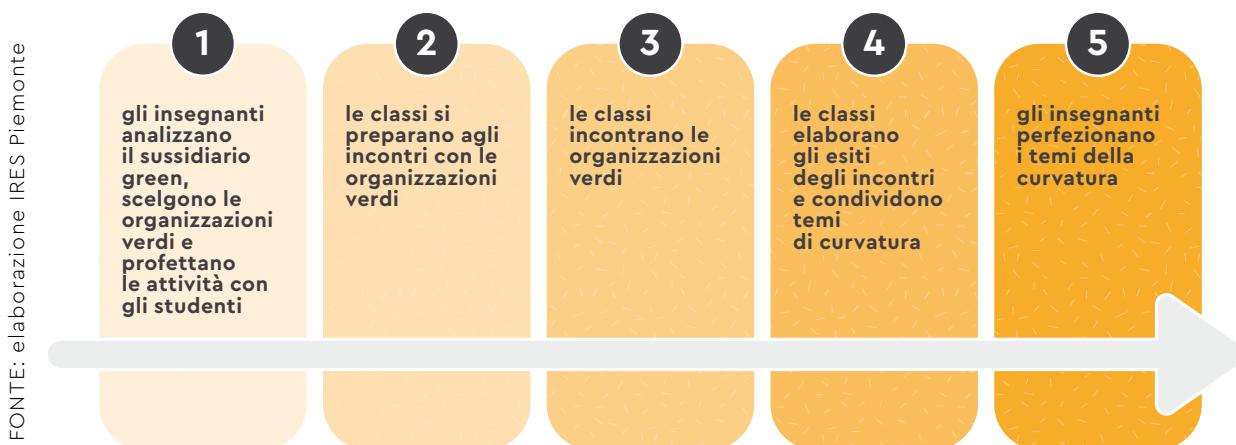 FONTE: elaborazione IRES Piemonte
1
gli insegnanti
analizzano
il sussidiario
green,
scelgono le
organizzazioni
verdi e
profettano
le attività con
gli studenti
2
le classi si
preparano agli
incontri con le
organizzazioni
verdi
3
le classi
incontrano le
organizzazioni
verdi
4
le classi
elaborano
gli esiti
degli incontri
e condividono
temi
di curvatura
5
gli insegnanti
perfezionano
i temi della
curvatura